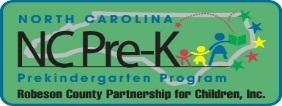 NORTH CAROLINA
NC Pre-K
Prekindergarten Program
Robeson County Partnership for Children, Inc.